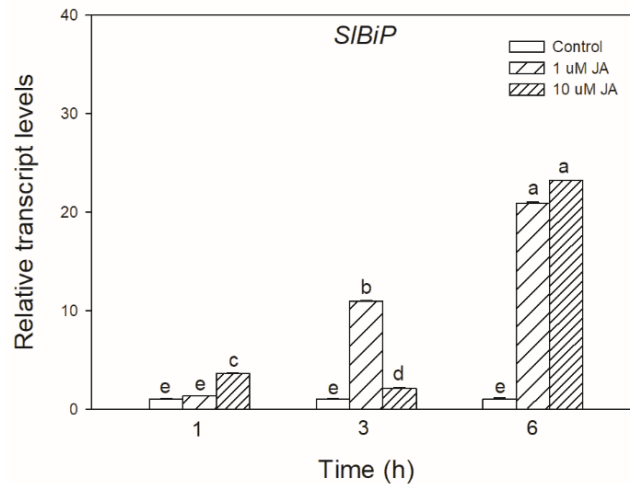 SlBiP
Control
1 uM JA
10 uM JA
Relative transcript levels
40
30
20
10
0
e e c
e b d
e a a
1 3 6
Time (h)